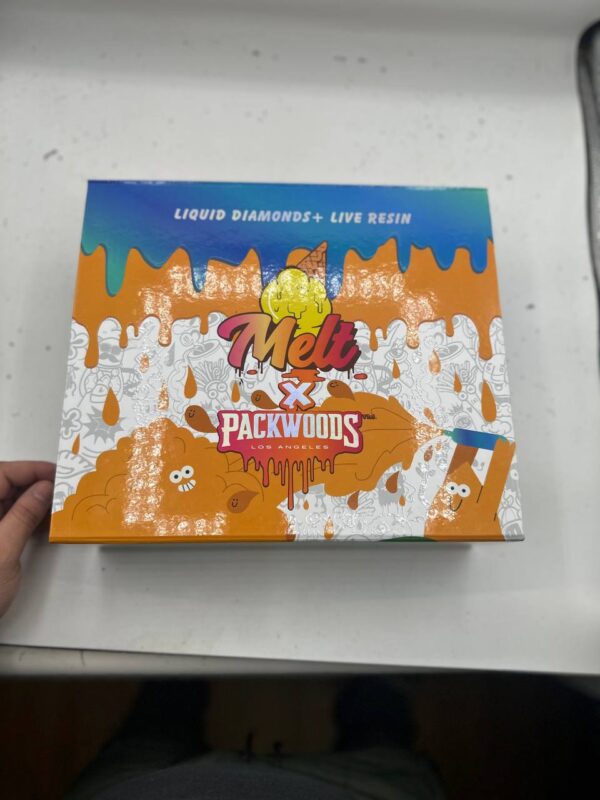 LIQUID DIAMONDS+ LIVE RESIN
Melt
X
PACKWOODS
LOS ANGELES